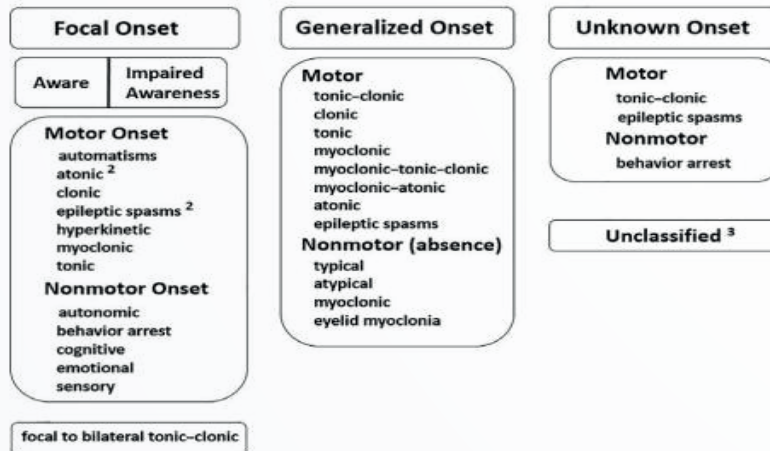 Focal Onset
Aware
Impaired
Awareness
Motor Onset
automatisms
atonic ²
clonic
epileptic spasms ²
hyperkinetic
myoclonic
tonic
Nonmotor Onset
autonomic
behavior arrest
cognitive
emotional
sensory
focal to bilateral tonic–clonic
Generalized Onset
Motor
tonic–clonic
clonic
tonic
myoclonic
myoclonic–tonic–clonic
myoclonic–atonic
atonic
epileptic spasms
Nonmotor (absence)
typical
atypical
myoclonic
eyelid myoclonia
Unknown Onset
Motor
tonic–clonic
epileptic spasms
Nonmotor
behavior arrest
Unclassified ³